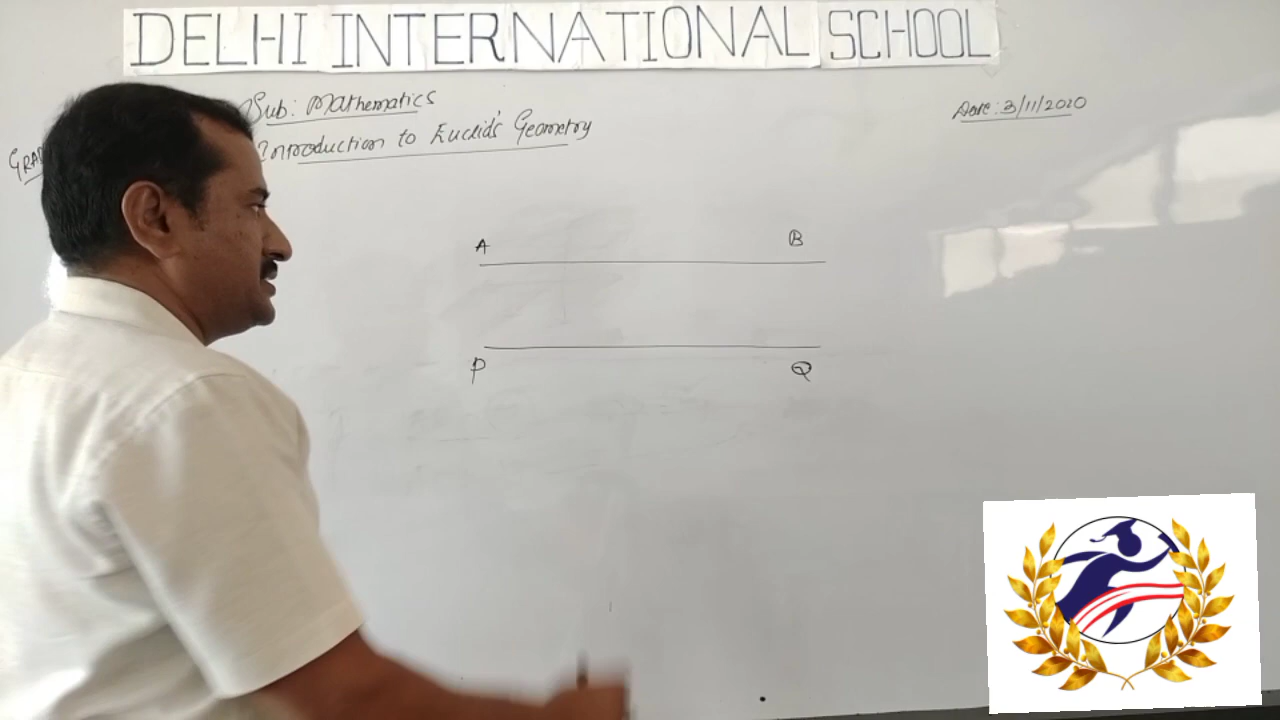 DELHI INTERNATIONAL SCHOOL
Sub: Mathematics
Date: 3/11/2020
Introduction to Euclid's Geometry
A B
P Q